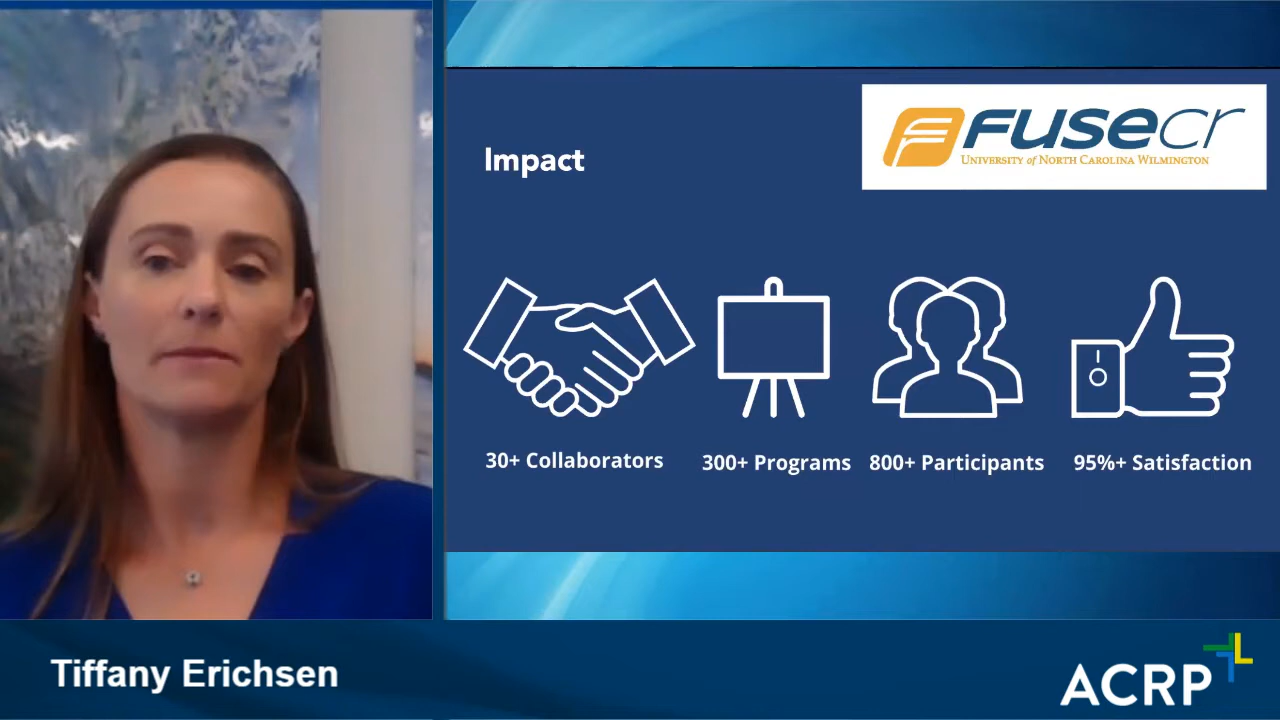 Impact
FUSECr
UNIVERSITY of NORTH CAROLINA WILMINGTON
30+ Collaborators
300+ Programs
800+ Participants
95%+ Satisfaction
Tiffany Erichsen
ACRP